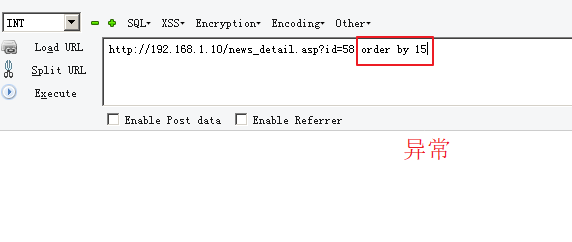 INT SQL▾ XSS▾ Encryption▾ Encoding▾ Other▾
Load URL http://192.168.1.10/news_detail.asp?id=58 order by 15
Split URL
Execute
Enable Post data Enable Referrer
异常